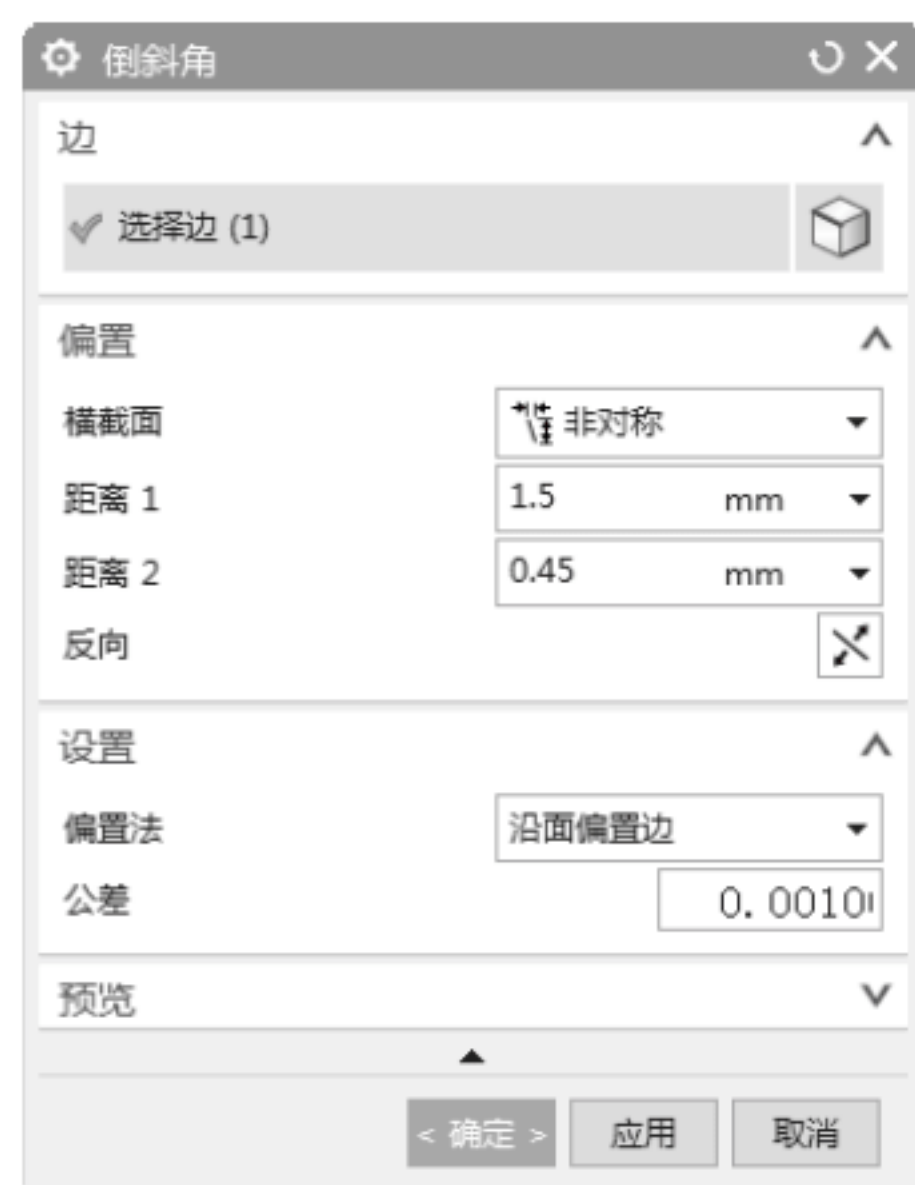 倒斜角
边
选择边 (1)
偏置
横截面 非对称
距离 1 1.5 mm
距离 2 0.45 mm
反向
设置
偏置法 沿面偏置边
公差 0.0010
预览
< 确定 > 应用 取消